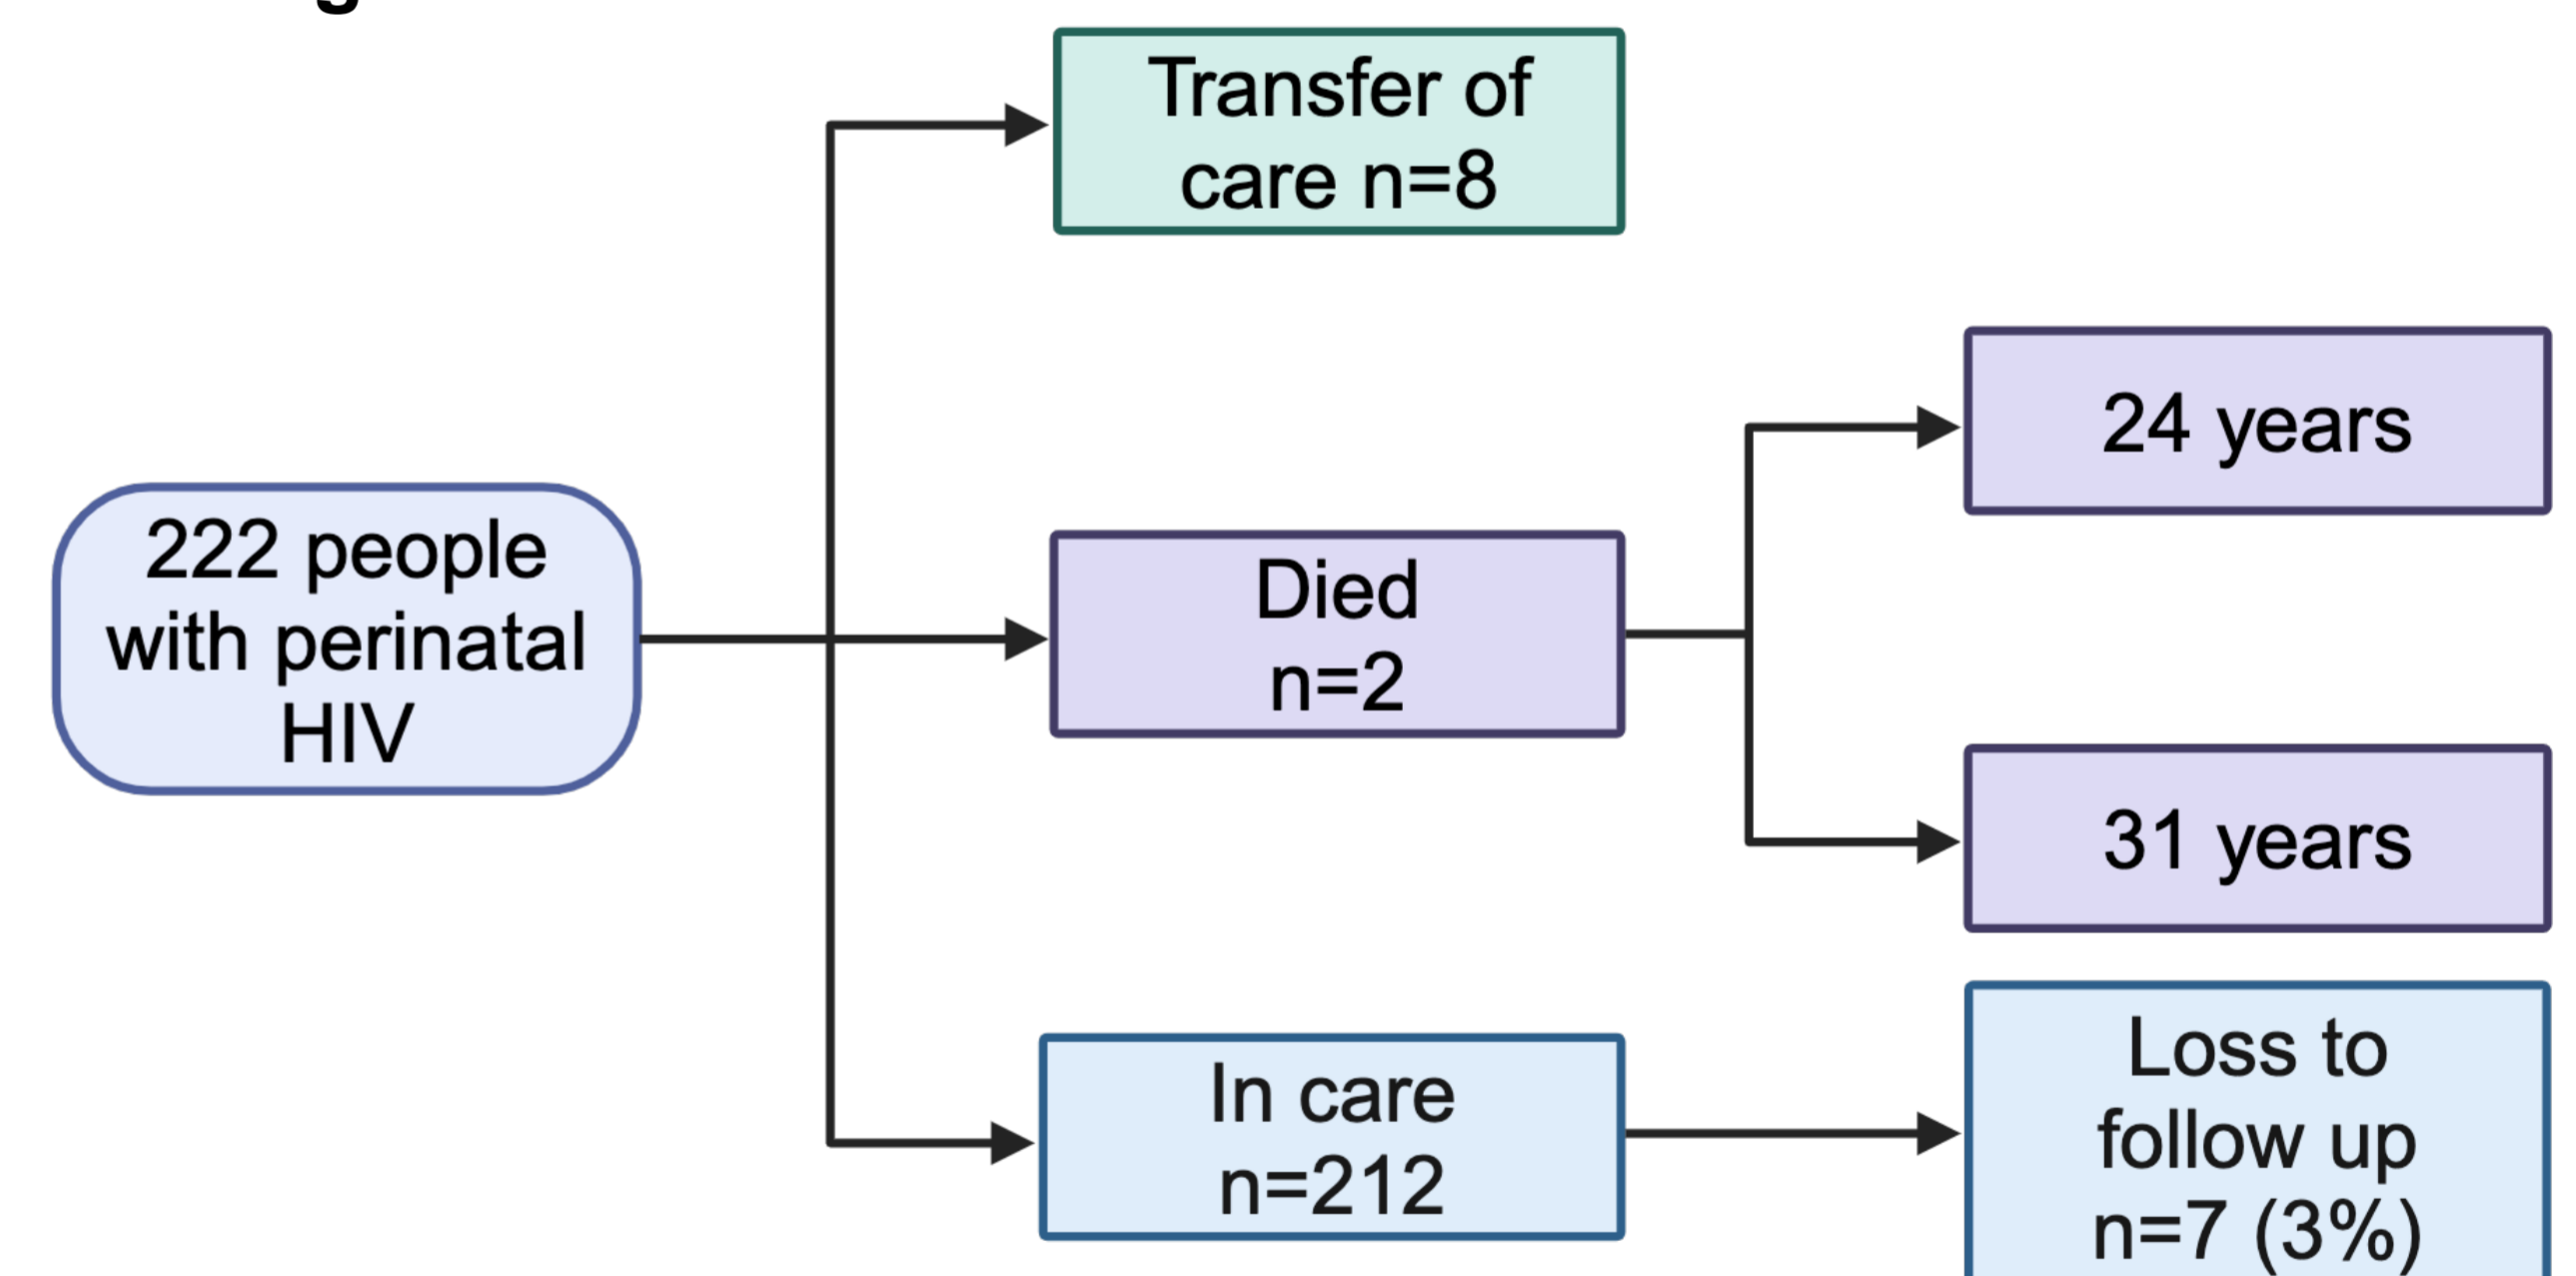 Transfer of
care n=8
24 years
222 people
with perinatal
HIV
Died
n=2
31 years
In care
n=212
Loss to
follow up
n=7 (3%)